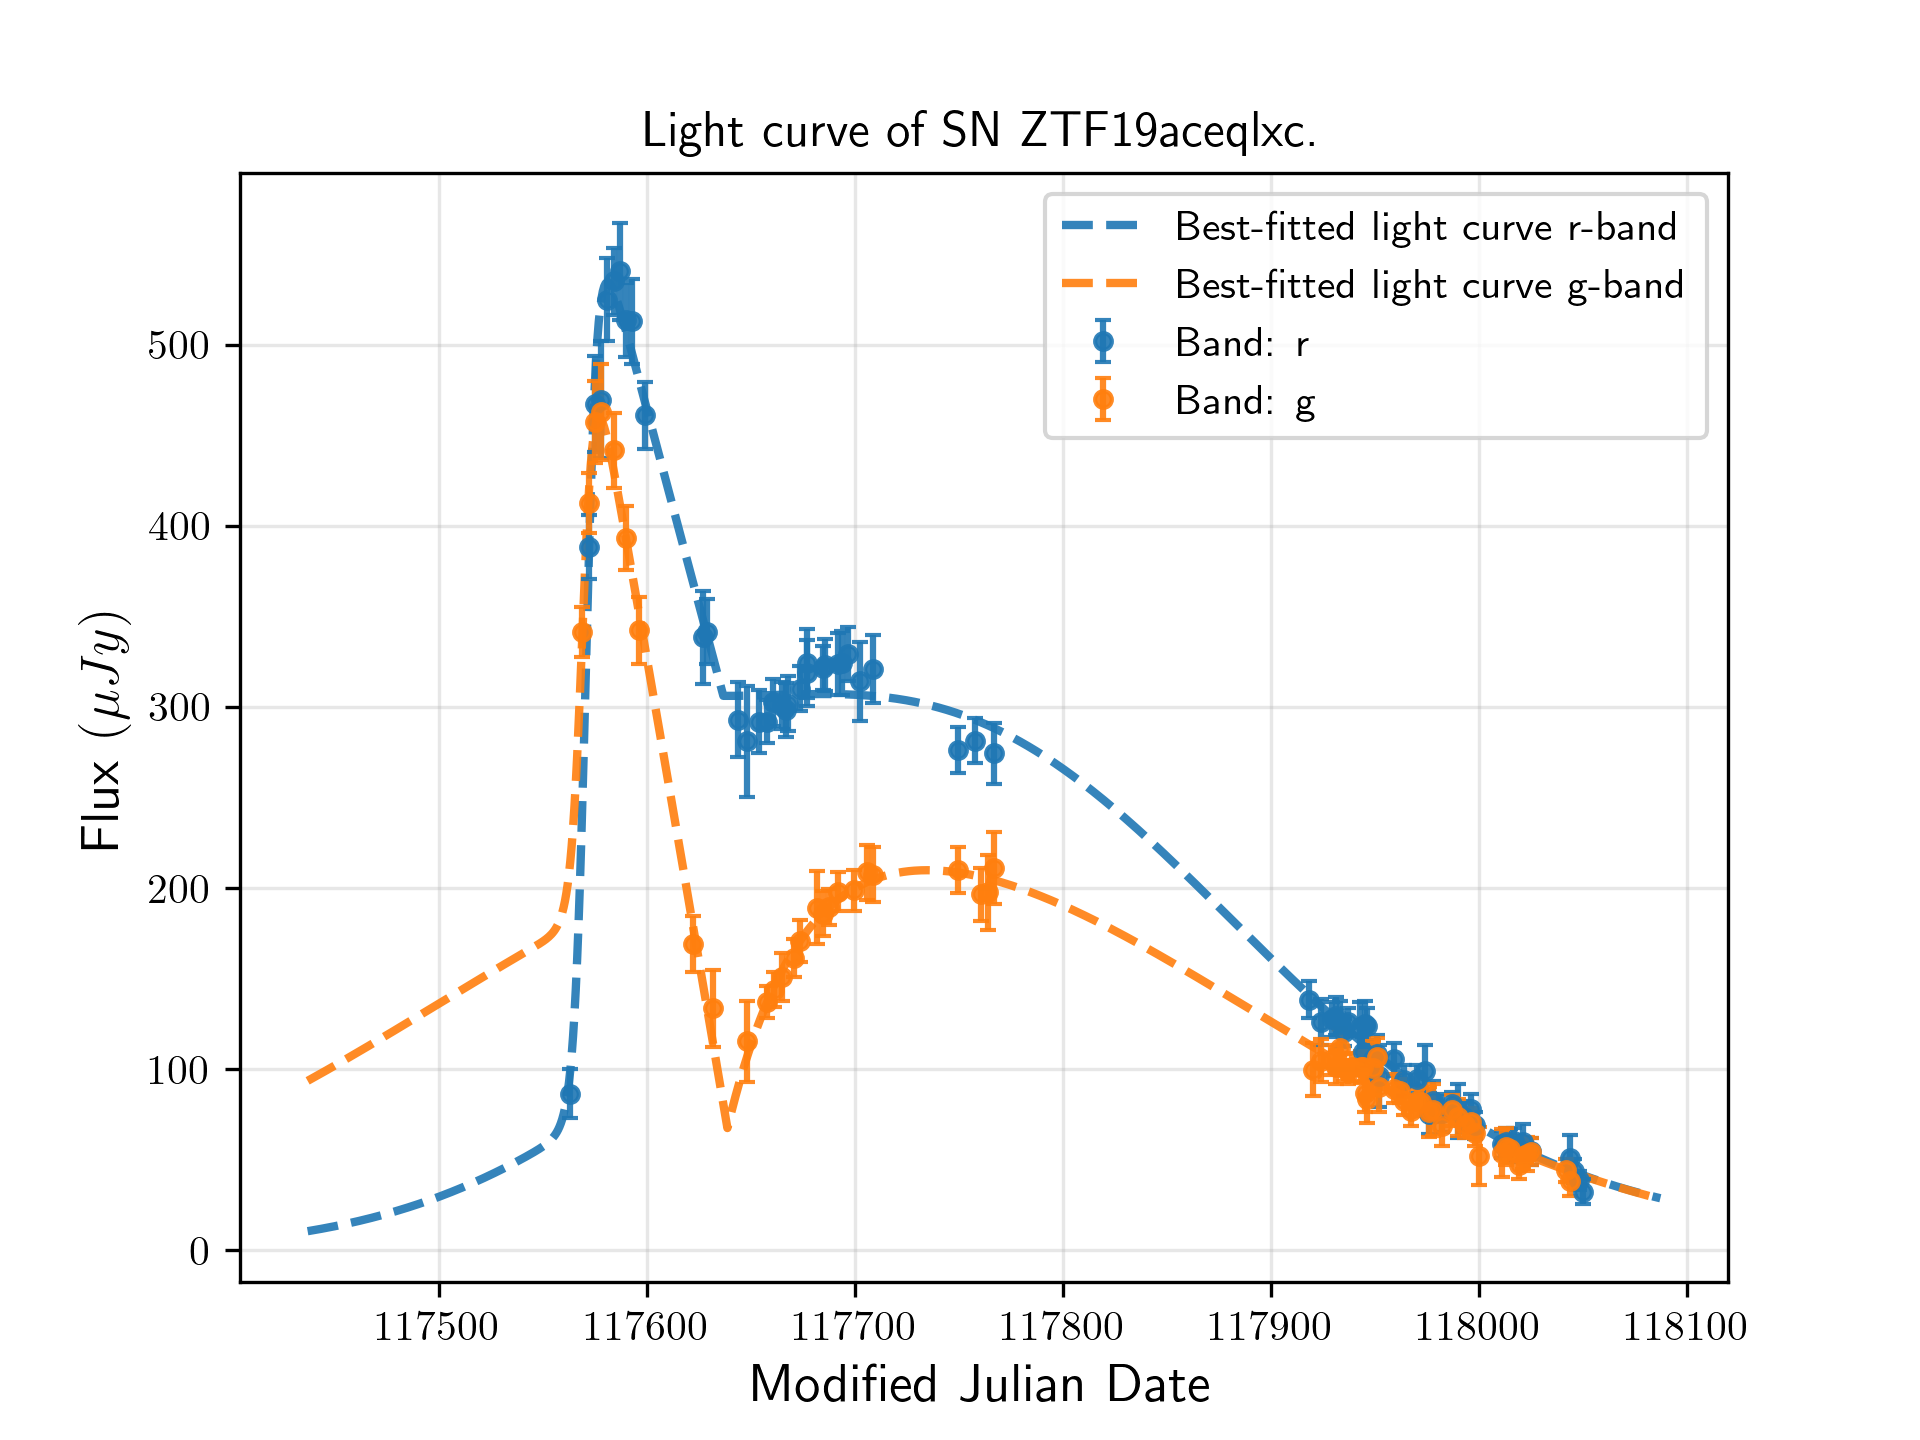 Light curve of SN ZTF19aceqlxc.
Best-fitted light curve r-band
Best-fitted light curve g-band
Band: r
Band: g
Flux (μJy)
500
400
300
200
100
0
117500 117600 117700 117800 117900 118000 118100
Modified Julian Date